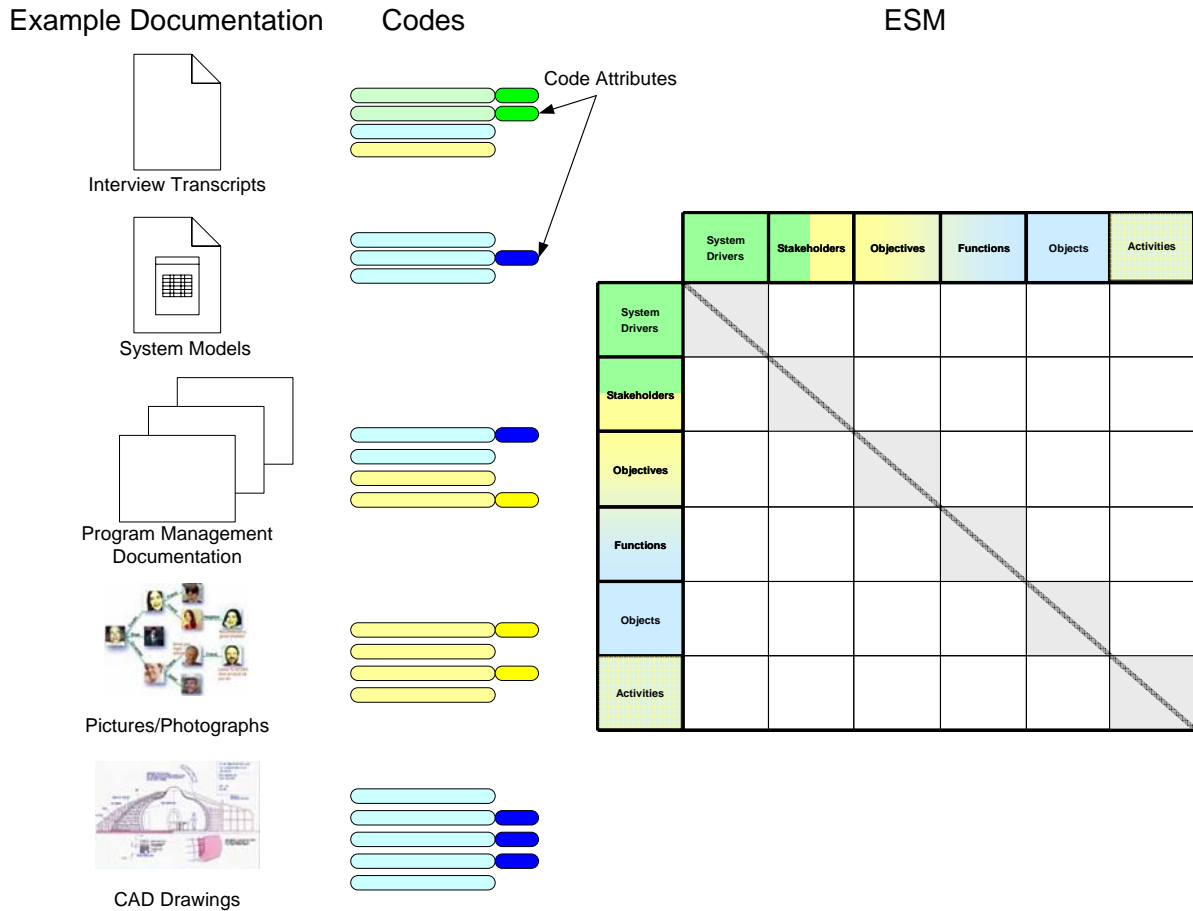 Example Documentation
Codes
ESM
Code Attributes
Interview Transcripts
System Models
Program Management
Documentation
Pictures/Photographs
CAD Drawings
System
Drivers
Stakeholders
Objectives
Functions
Objects
Activities
System
Drivers
Stakeholders
Objectives
Functions
Objects
Activities